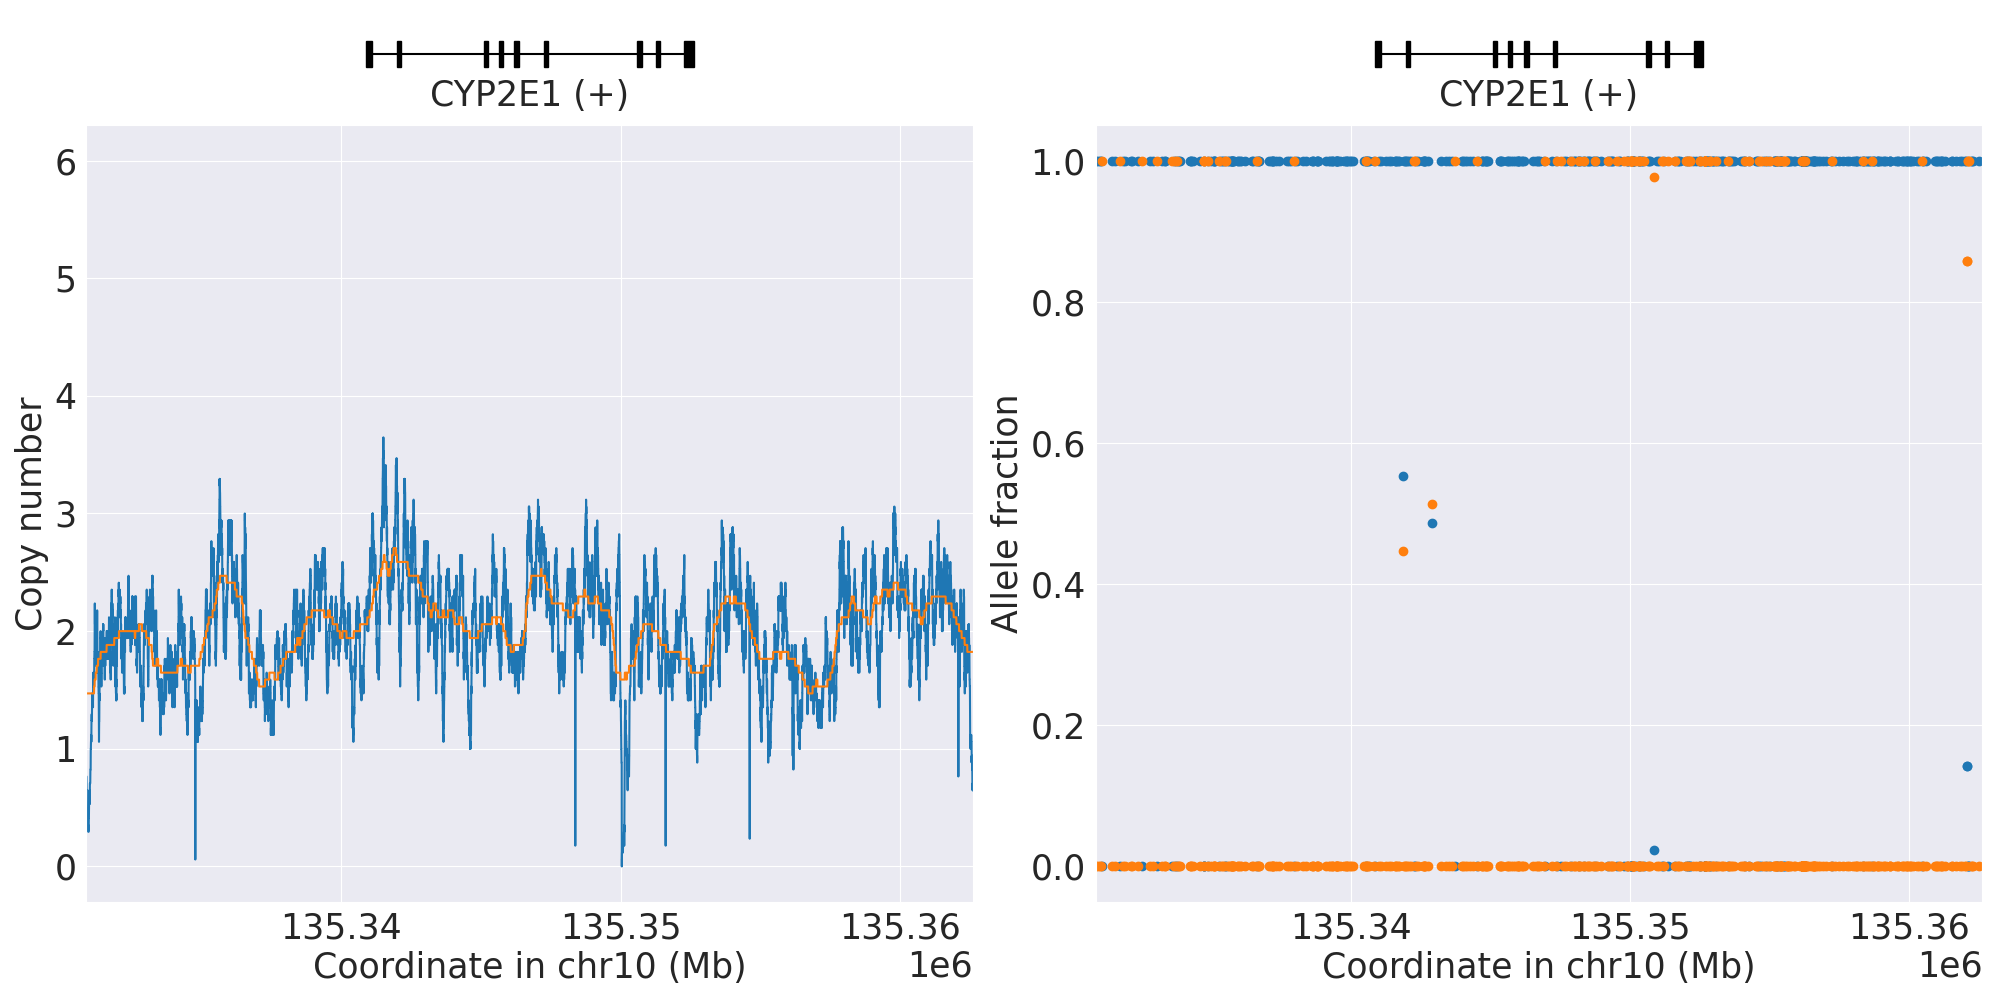 CYP2E1 (+)
CYP2E1 (+)
6
5
4
3
2
1
0
Copy number
135.34 135.35 135.36
Coordinate in chr10 (Mb)
1e6
1.0
0.8
0.6
0.4
0.2
0.0
Allele fraction
135.34 135.35 135.36
Coordinate in chr10 (Mb)
1e6